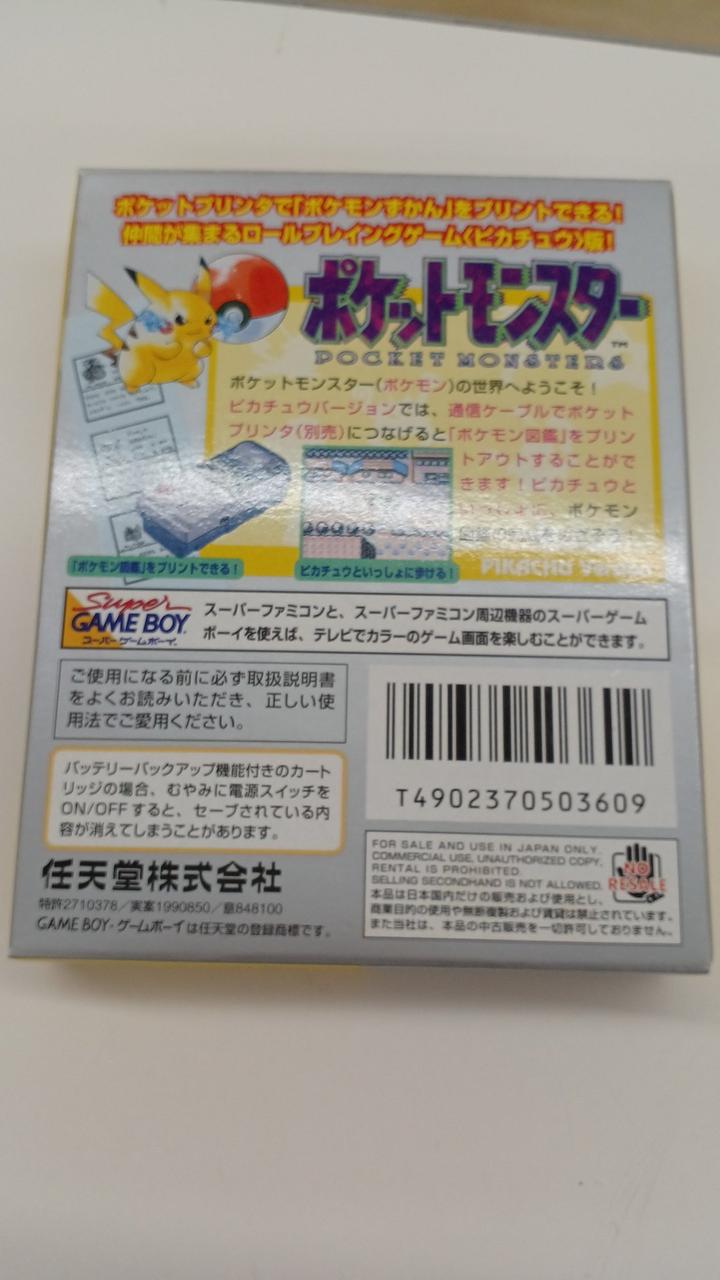 ポケットプリンタで「ポケモンずかん」をプリントできる!
仲間が集まるロールプレイングゲーム〈ピカチュウ〉版!
ポケットモンスター™
POCKET MONSTERS
ポケットモンスター(ポケモン)の世界へようこそ!
ピカチュウバージョンでは、通信ケーブルでポケット
プリンタ(別売)につなげると「ポケモン図鑑」をプリン
トアウトすることがで
きます!ピカチュウと
ポケモン
PIKACHU Version
「ポケモン図鑑」をプリントできる!
ピカチュウといっしょに歩ける!
Super
GAME BOY
スーパーゲームボーイ
スーパーファミコンと、スーパーファミコン周辺機器のスーパーゲーム
ボーイを使えば、テレビでカラーのゲーム画面を楽しむことができます。
ご使用になる前に必ず取扱説明書
をよくお読みいただき、正しい使
用法でご愛用ください。
バッテリーバックアップ機能付きのカート
リッジの場合、むやみに電源スイッチを
ON/OFFすると、セーブされている内
容が消えてしまうことがあります。
任天堂株式会社
特許2710378/実案1990850/意848100
GAME BOY・ゲームボーイは任天堂の登録商標です。
T4902370503609
FOR SALE AND USE IN JAPAN ONLY.
COMMERCIAL USE, UNAUTHORIZED COPY,
RENTAL IS PROHIBITED.
SELLING SECONDHAND IS NOT ALLOWED.
NO
RESALE
本品は日本国内だけの販売および使用とし、
商業目的の使用や無断複製および賃貸は禁止されています。
また当社は、本品の中古販売を一切許可しておりません。